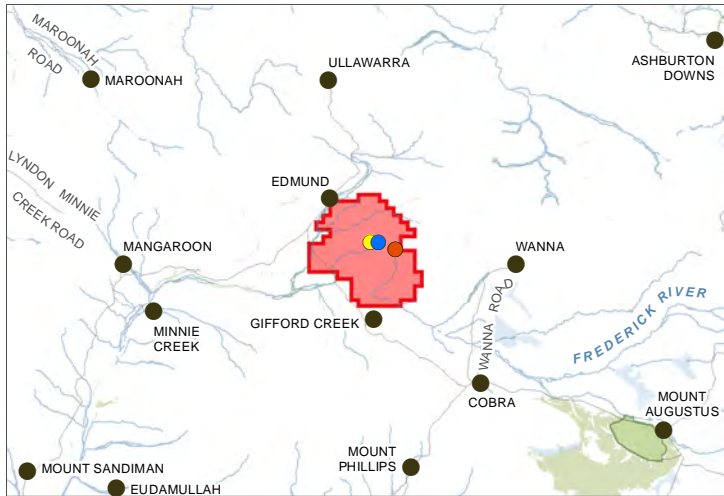 MAROONAH
ROAD
MAROONAH
ULLAWARRA
ASHBURTON
DOWNS
LYNDON MINNIE
CREEK ROAD
EDMUND
MANGAROON
WANNA
MINNIE
CREEK
GIFFORD CREEK
WANNA ROAD
FREDERICK RIVER
COBRA
MOUNT
AUGUSTUS
MOUNT
PHILLIPS
MOUNT SANDIMAN
EUDAMULLAH